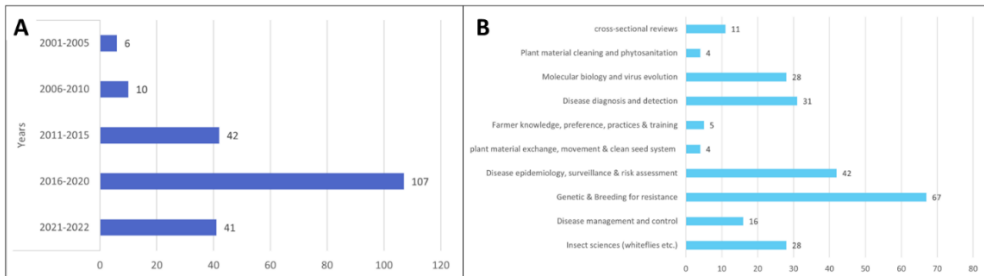 A
Years
2001-2005 6
2006-2010 10
2011-2015 42
2016-2020 107
2021-2022 41
0 20 40 60 80 100 120
B
cross-sectional reviews 11
Plant material cleaning and phytosanitation 4
Molecular biology and virus evolution 28
Disease diagnosis and detection 31
Farmer knowledge, preference, practices & training 5
plant material exchange, movement & clean seed system 4
Disease epidemiology, surveillance & risk assessment 42
Genetic & Breeding for resistance 67
Disease management and control 16
Insect sciences (whiteflies etc.) 28
0 10 20 30 40 50 60 70 80